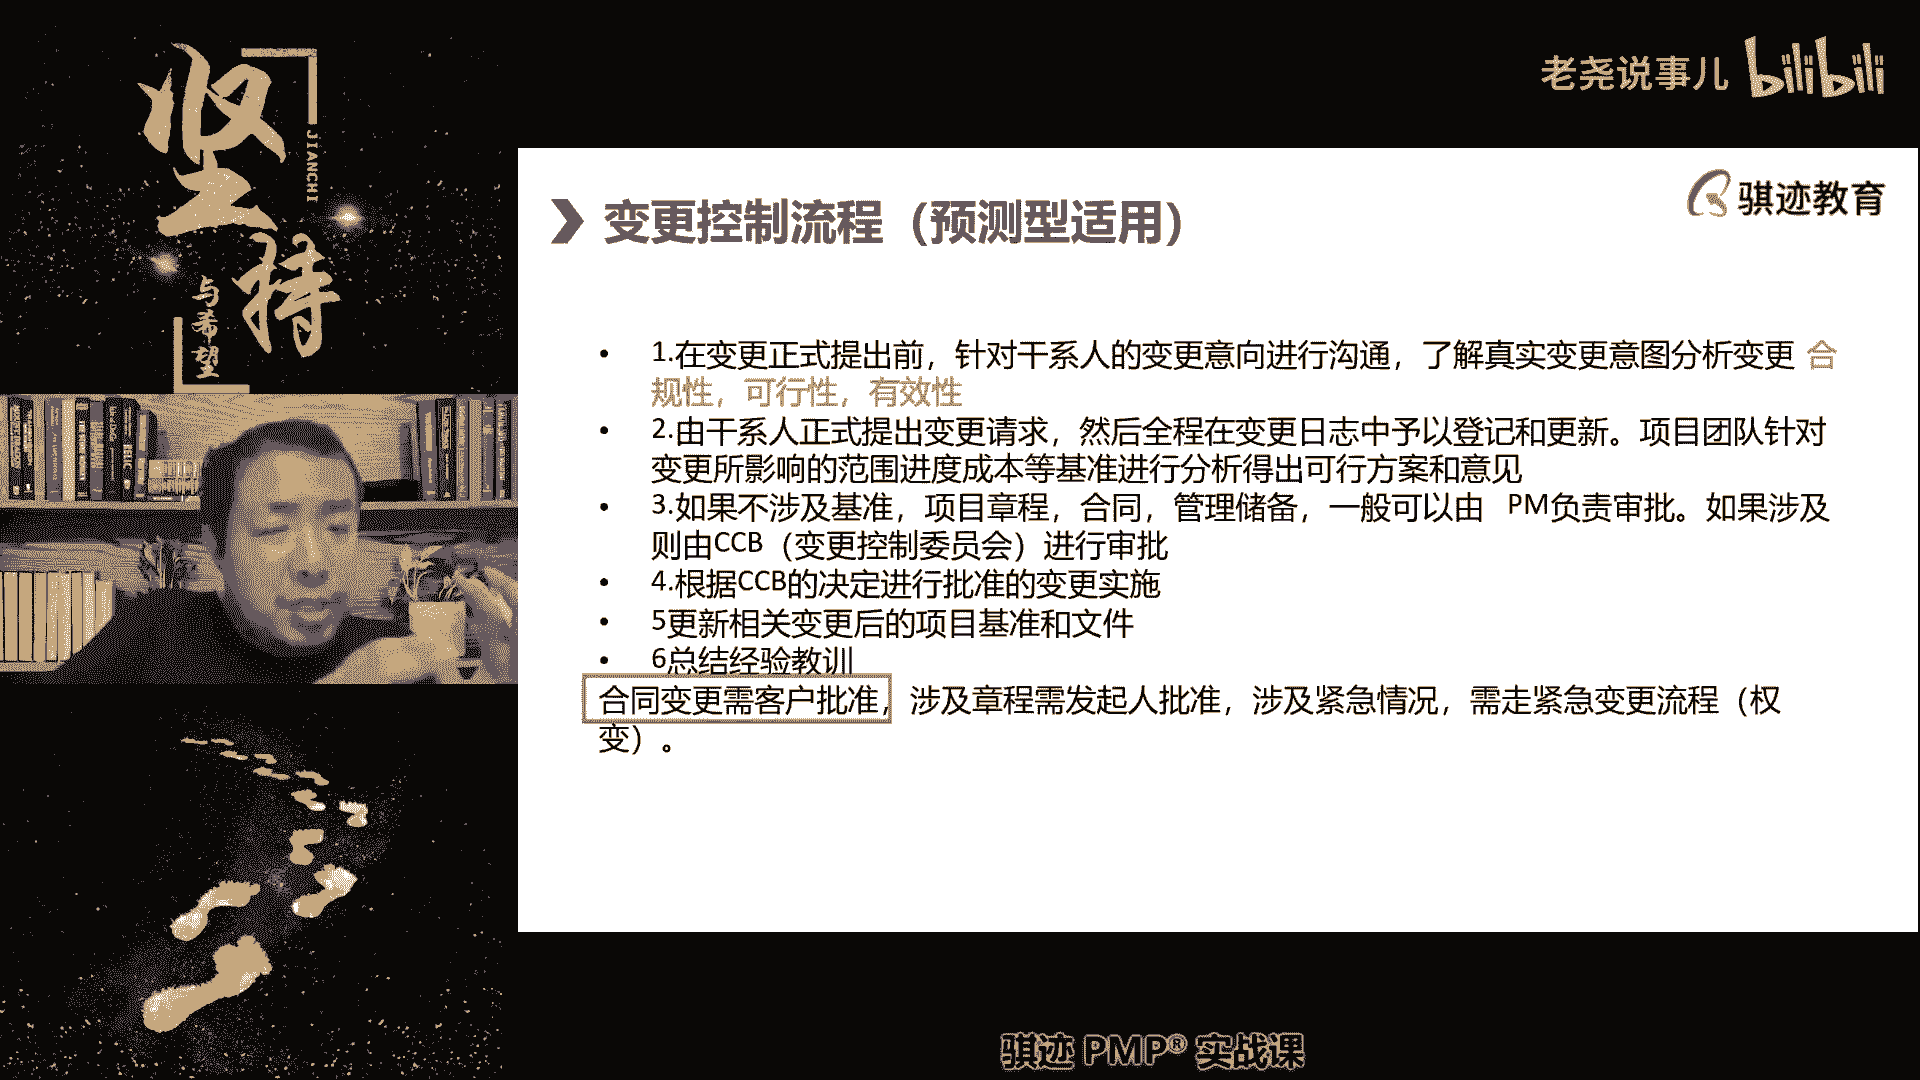 坚持
JIANCHI
与希望
老尧说事儿 bilibili
骐迹教育
变更控制流程（预测型适用）
• 1.在变更正式提出前，针对干系人的变更意向进行沟通，了解真实变更意图分析变更 合
规性，可行性，有效性
• 2.由干系人正式提出变更请求，然后全程在变更日志中予以登记和更新。项目团队针对
变更所影响的范围进度成本等基准进行分析得出可行方案和意见
• 3.如果不涉及基准，项目章程，合同，管理储备，一般可以由 PM负责审批。如果涉及
则由CCB（变更控制委员会）进行审批
• 4.根据CCB的决定进行批准的变更实施
• 5更新相关变更后的项目基准和文件
• 6总结经验教训
合同变更需客户批准，涉及章程需发起人批准，涉及紧急情况，需走紧急变更流程（权
变）。
骐迹 PMP® 实战课